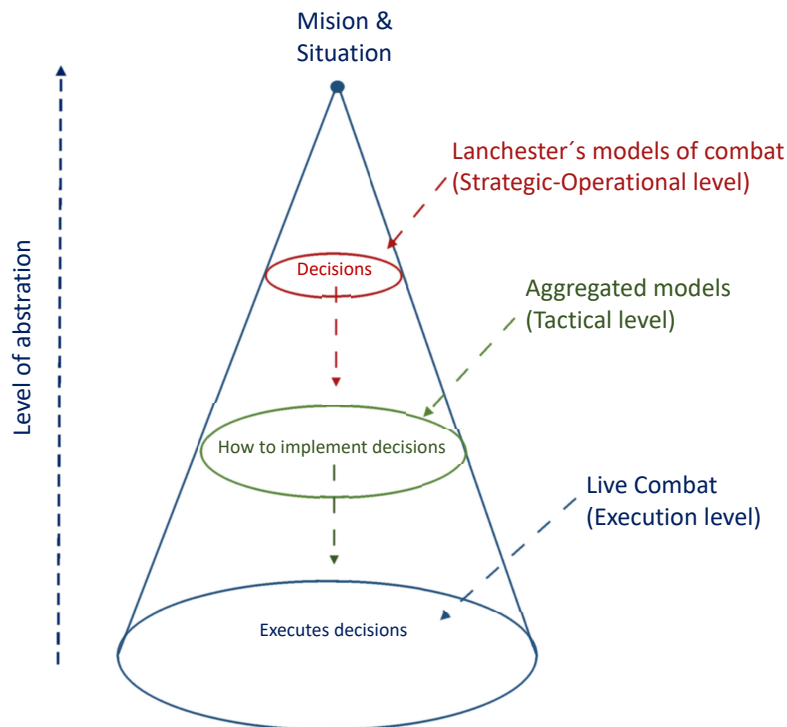 Mision &
Situation
Lanchester´s models of combat
(Strategic-Operational level)
Decisions
Aggregated models
(Tactical level)
Level of abstration
How to implement decisions
Live Combat
(Execution level)
Executes decisions